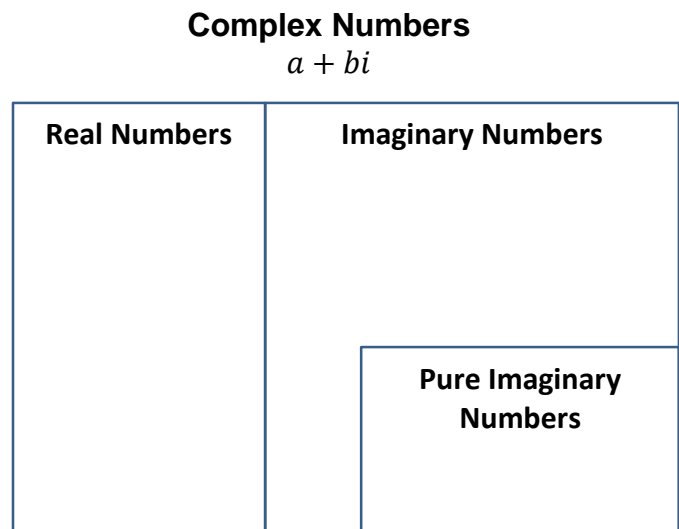 Complex Numbers
a + bi
Real Numbers
Imaginary Numbers
Pure Imaginary
Numbers